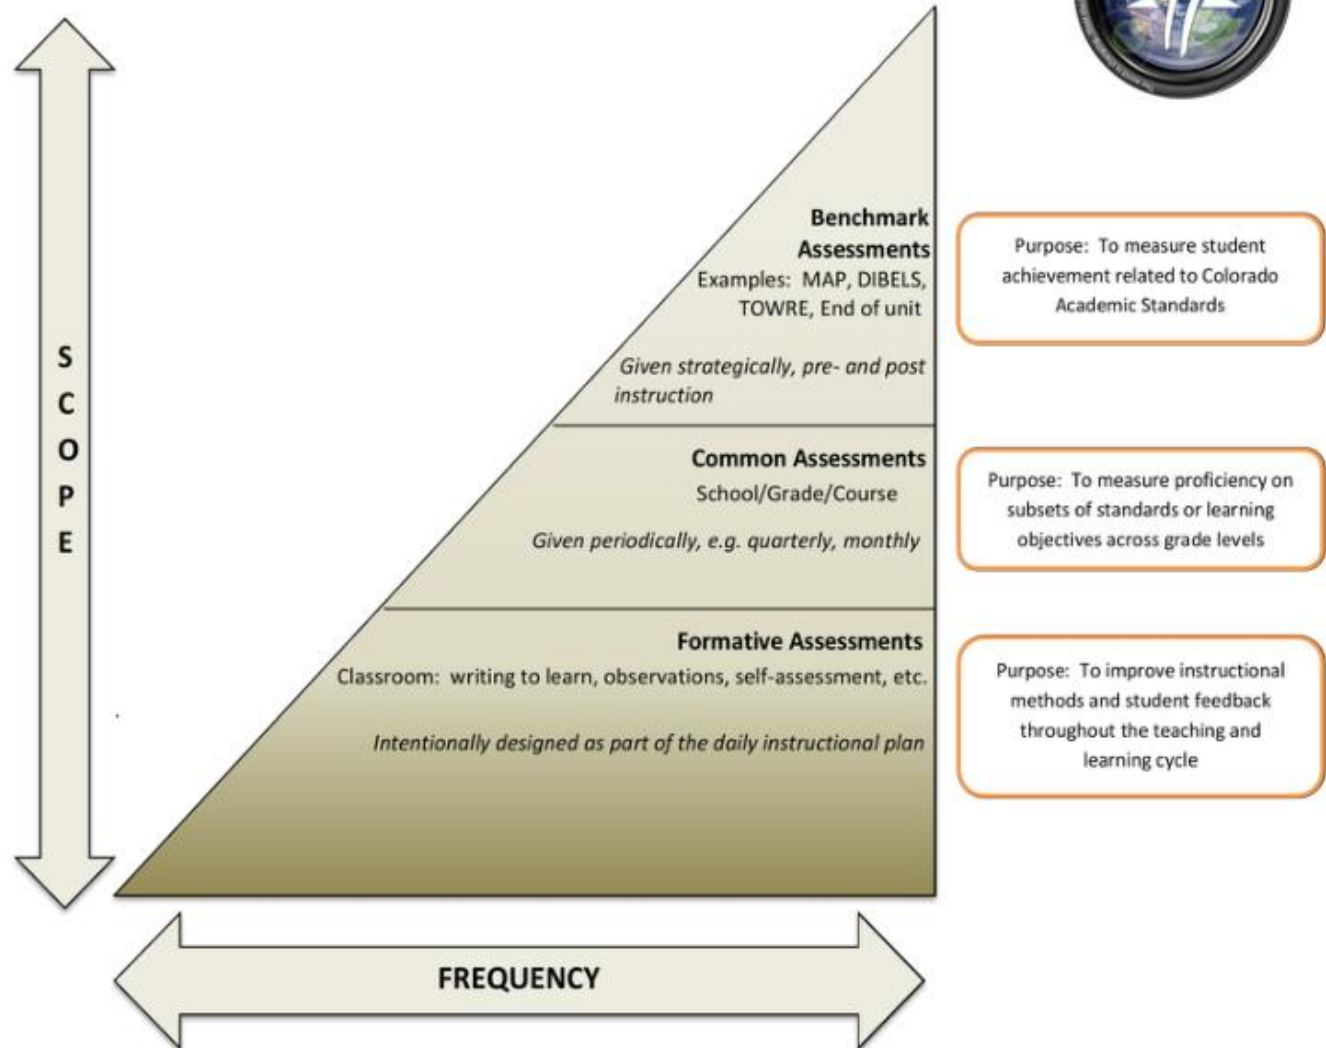 SCOPE
Benchmark
Assessments
Examples: MAP, DIBELS,
TOWRE, End of unit
Given strategically, pre- and post
instruction
Purpose: To measure student
achievement related to Colorado
Academic Standards
Common Assessments
School/Grade/Course
Given periodically, e.g. quarterly, monthly
Purpose: To measure proficiency on
subsets of standards or learning
objectives across grade levels
Formative Assessments
Classroom: writing to learn, observations, self-assessment, etc.
Intentionally designed as part of the daily instructional plan
Purpose: To improve instructional
methods and student feedback
throughout the teaching and
learning cycle
FREQUENCY